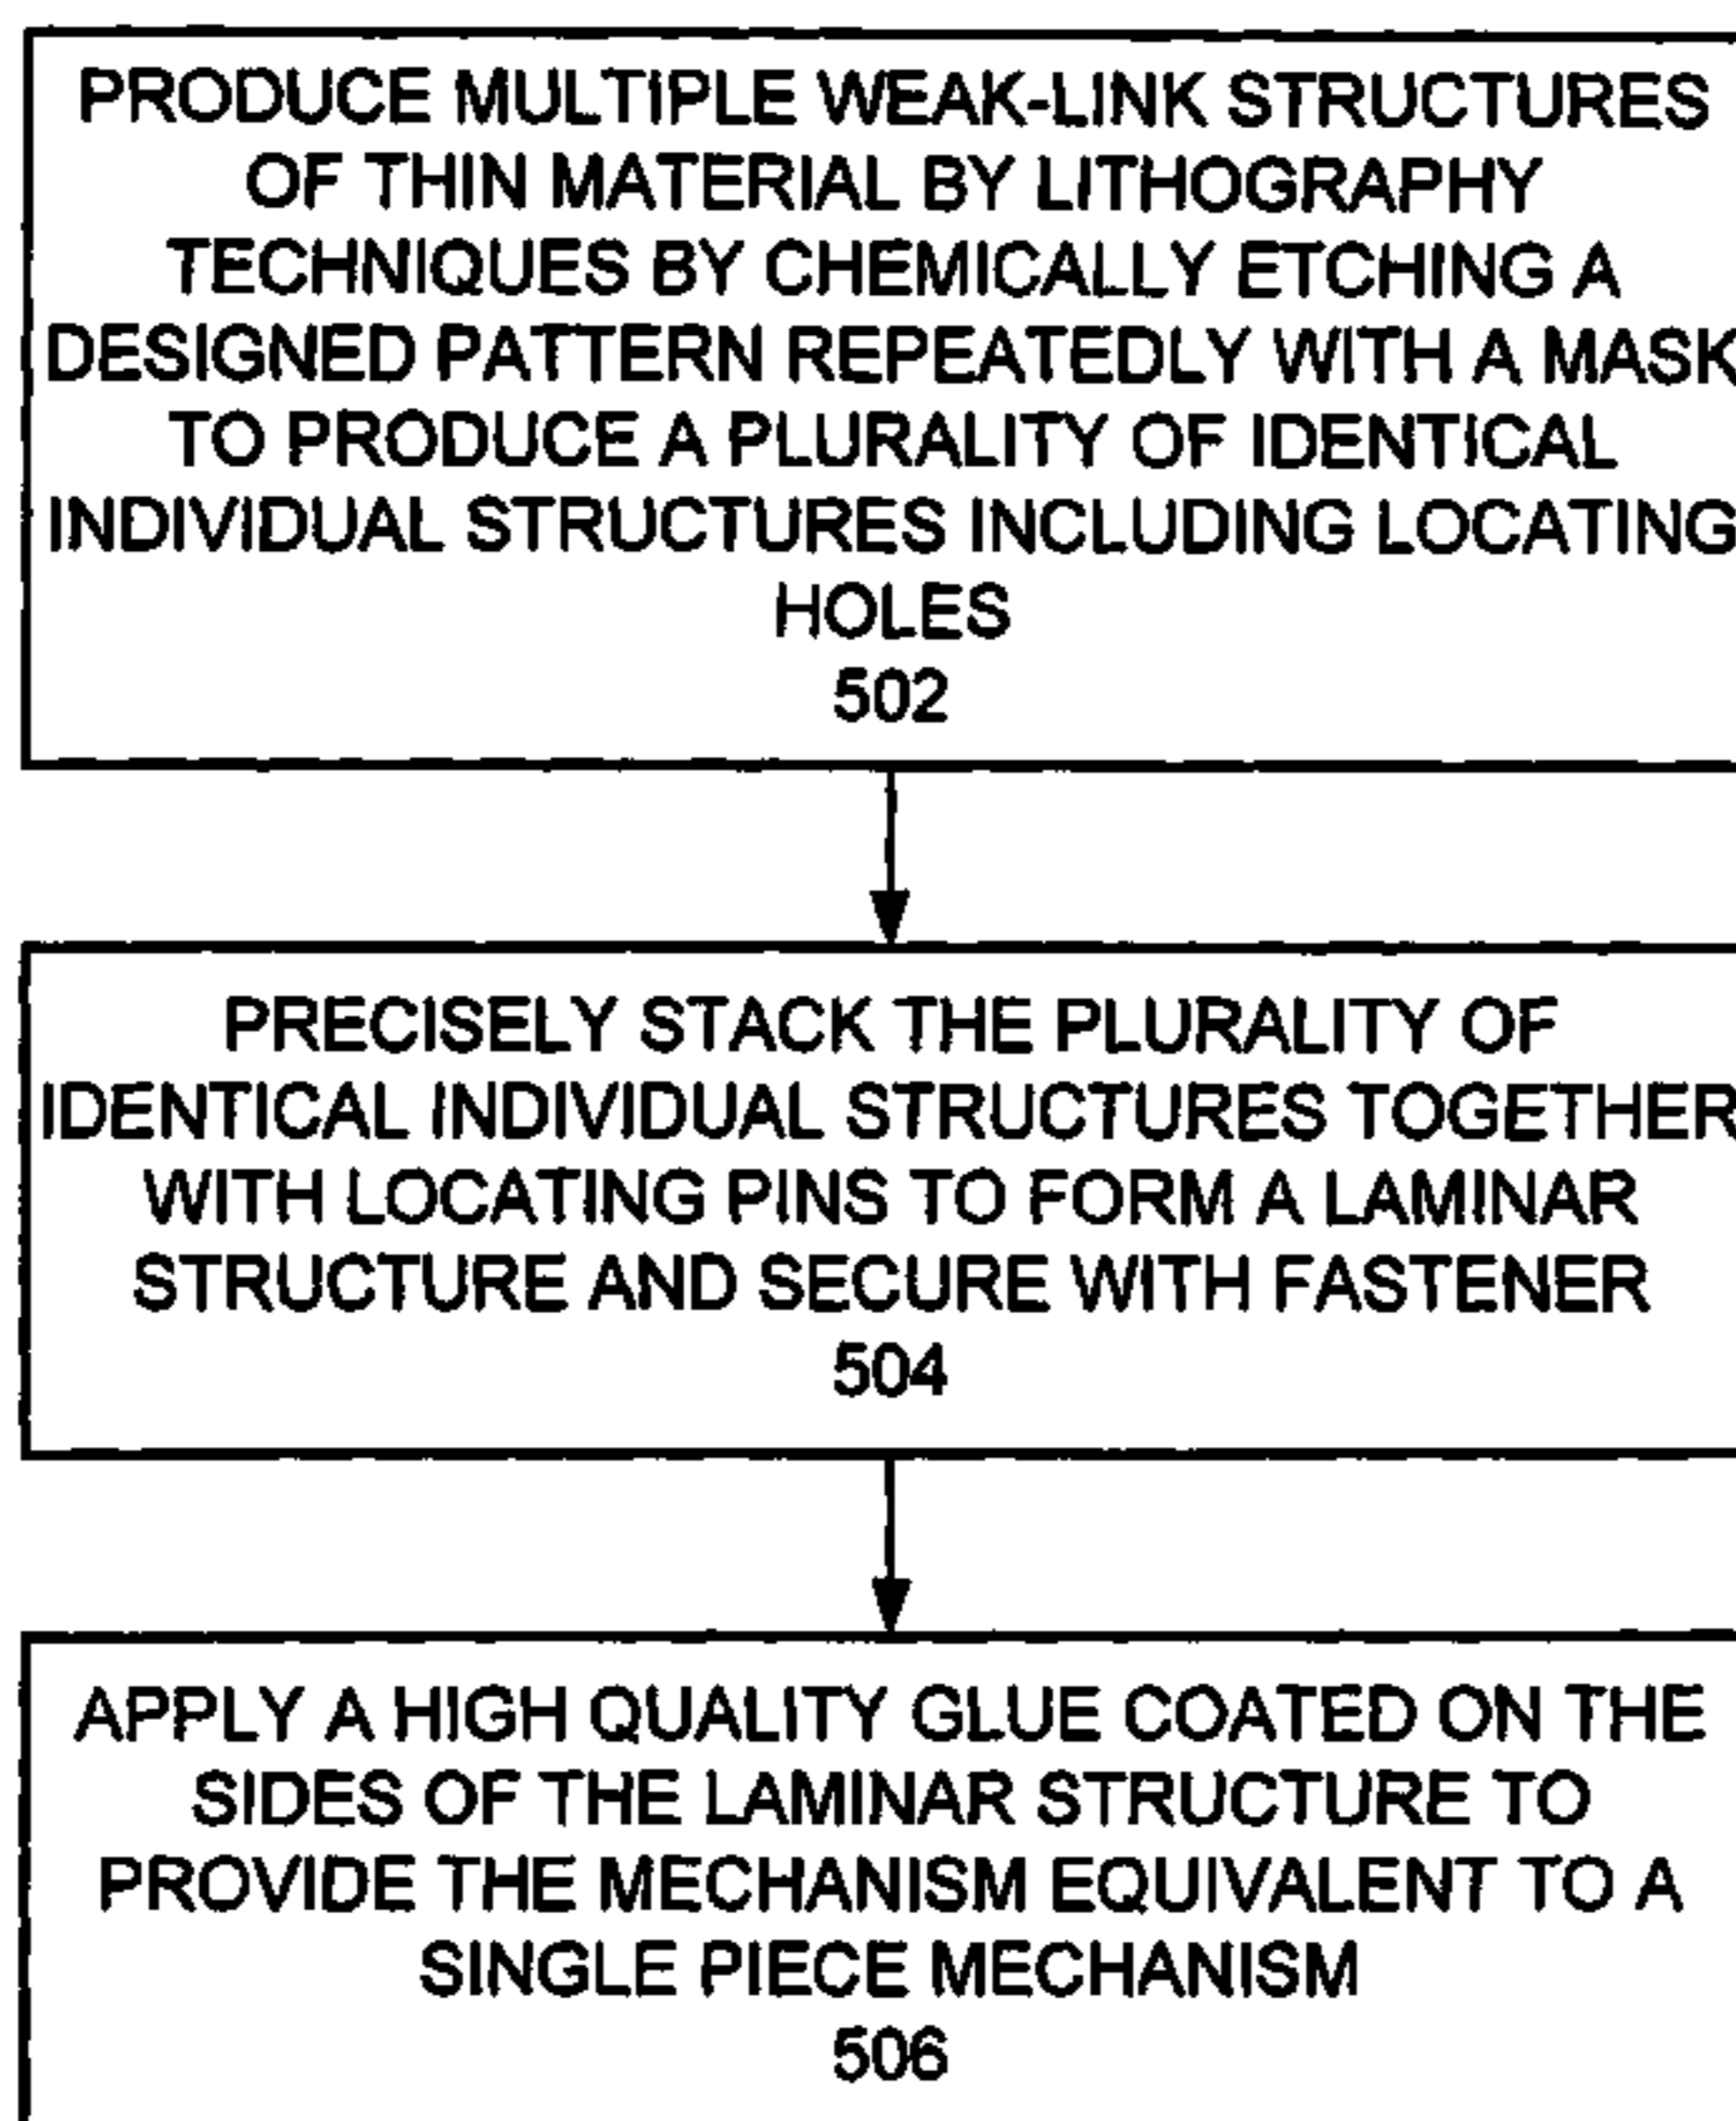 PRODUCE MULTIPLE WEAK-LINK STRUCTURES
OF THIN MATERIAL BY LITHOGRAPHY
TECHNIQUES BY CHEMICALLY ETCHING A
DESIGNED PATTERN REPEATEDLY WITH A MASK
TO PRODUCE A PLURALITY OF IDENTICAL
INDIVIDUAL STRUCTURES INCLUDING LOCATING
HOLES
502
PRECISELY STACK THE PLURALITY OF
IDENTICAL INDIVIDUAL STRUCTURES TOGETHER
WITH LOCATING PINS TO FORM A LAMINAR
STRUCTURE AND SECURE WITH FASTENER
504
APPLY A HIGH QUALITY GLUE COATED ON THE
SIDES OF THE LAMINAR STRUCTURE TO
PROVIDE THE MECHANISM EQUIVALENT TO A
SINGLE PIECE MECHANISM
506